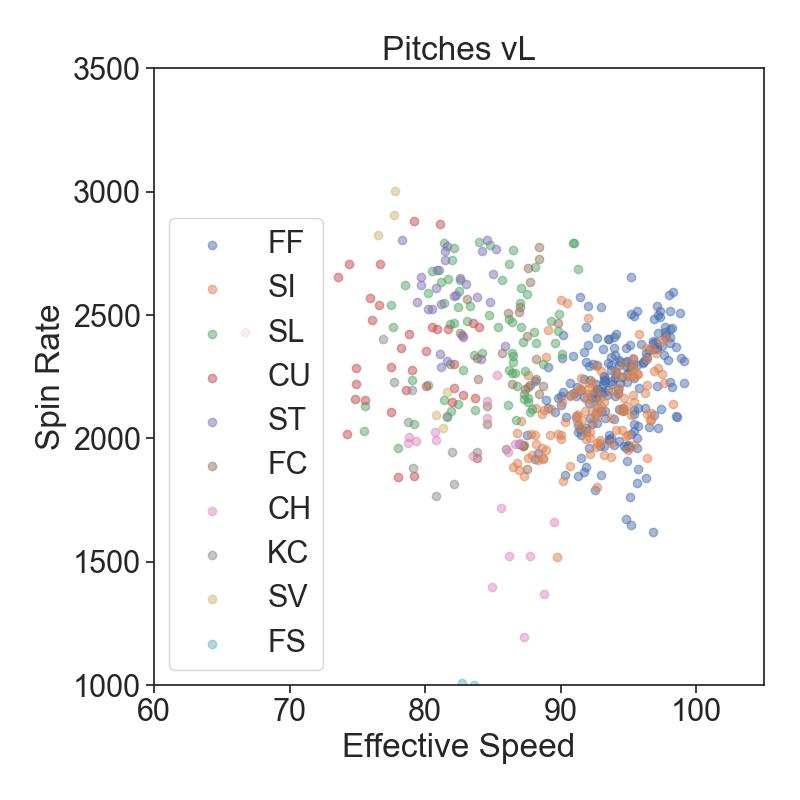 Pitches vL
3500
3000
2500
2000
1500
1000
Spin Rate
FF
SI
SL
CU
ST
FC
CH
KC
SV
FS
60 70 80 90 100
Effective Speed